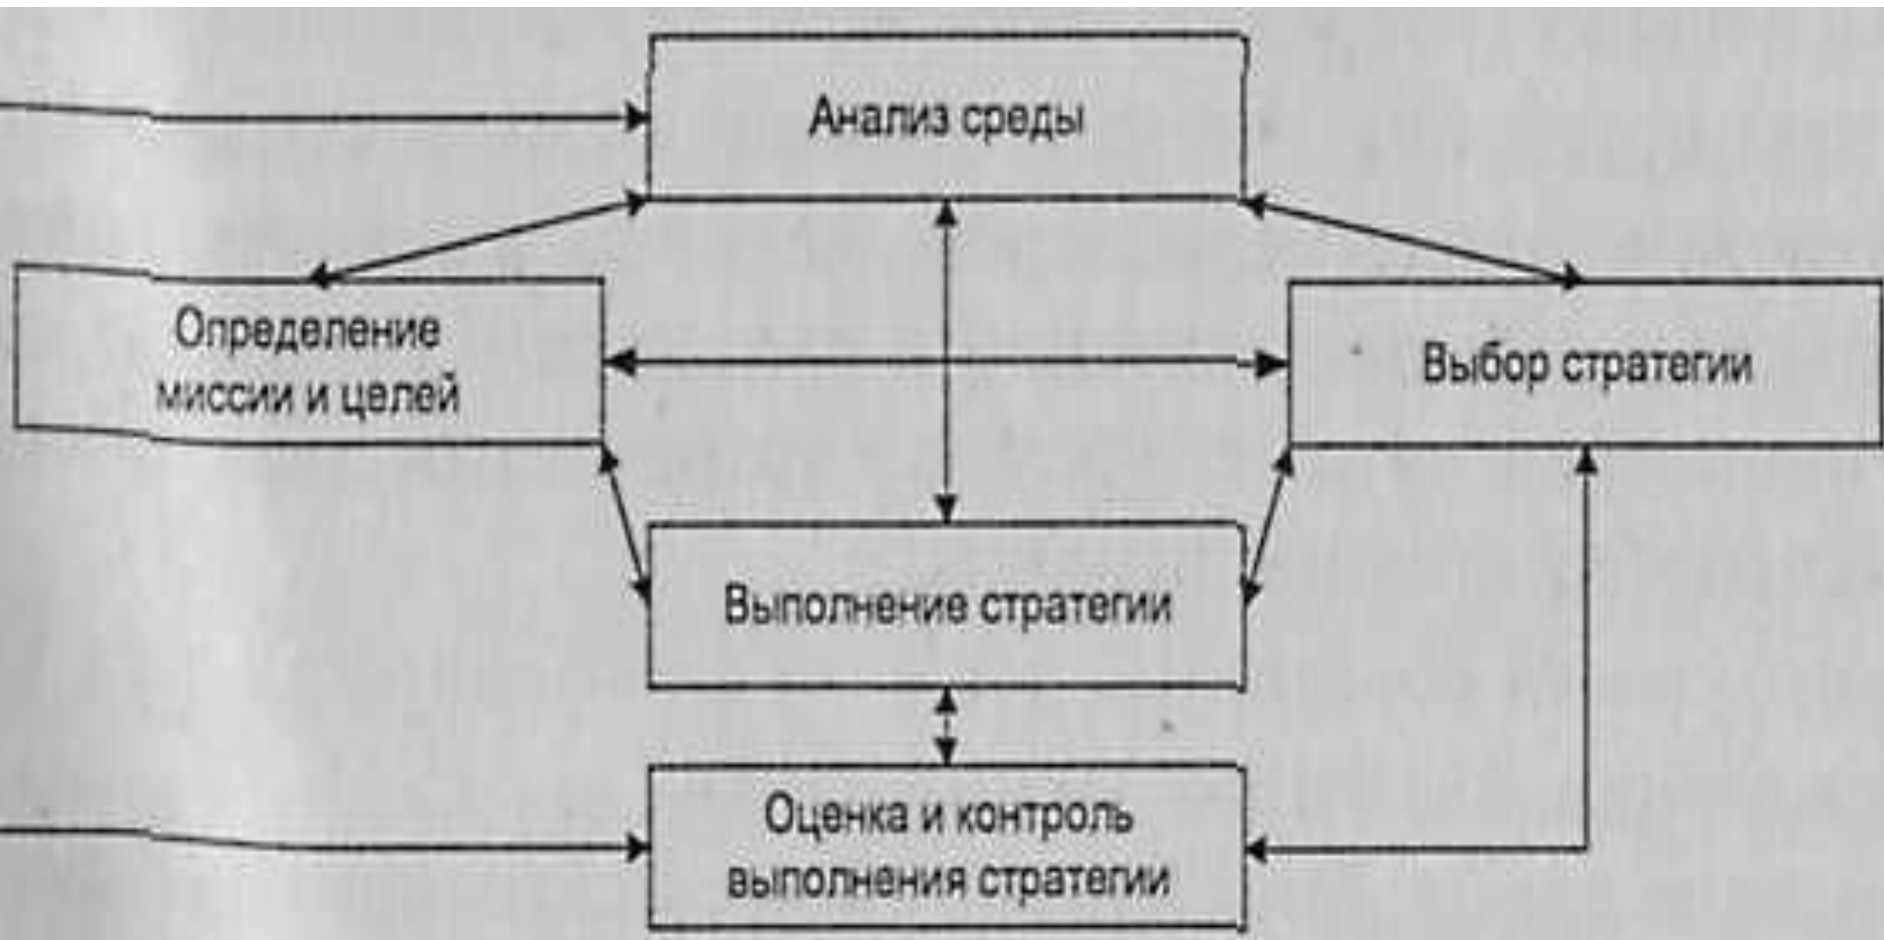 Анализ среды
Определение
миссии и целей
Выбор стратегии
Выполнение стратегии
Оценка и контроль
выполнения стратегии